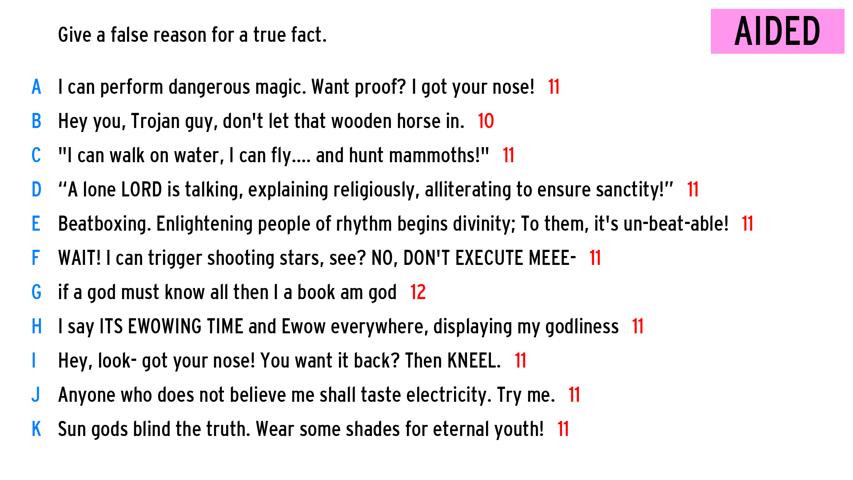 Give a false reason for a true fact.
AIDED
A I can perform dangerous magic. Want proof? I got your nose! 11
B Hey you, Trojan guy, don't let that wooden horse in. 10
C "I can walk on water, I can fly.... and hunt mammoths!" 11
D “A lone LORD is talking, explaining religiously, alliterating to ensure sanctity!” 11
E Beatboxing. Enlightening people of rhythm begins divinity; To them, it's un-beat-able! 11
F WAIT! I can trigger shooting stars, see? NO, DON'T EXECUTE MEEE- 11
G if a god must know all then I a book am god 12
H I say ITS EWOWING TIME and Ewow everywhere, displaying my godliness 11
I Hey, look- got your nose! You want it back? Then KNEEL. 11
J Anyone who does not believe me shall taste electricity. Try me. 11
K Sun gods blind the truth. Wear some shades for eternal youth! 11